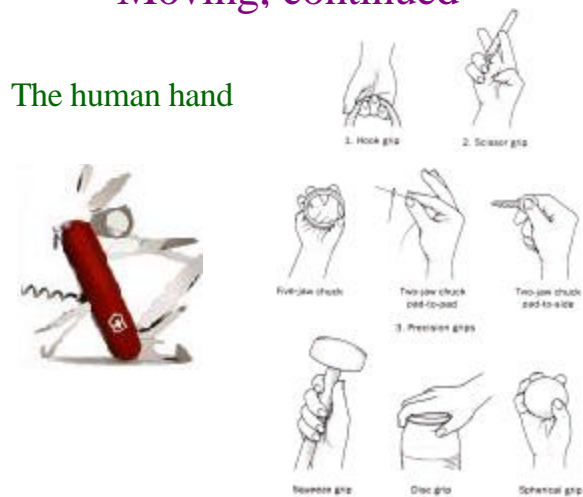 Moving, continued
The human hand
1. Hook grip
2. Scissor grip
Five-jaw chuck
Two-jaw chuck
pad-to-pad
Two-jaw chuck
pad-to-side
3. Precision grips
Squeeze grip
Disc grip
Spherical grip